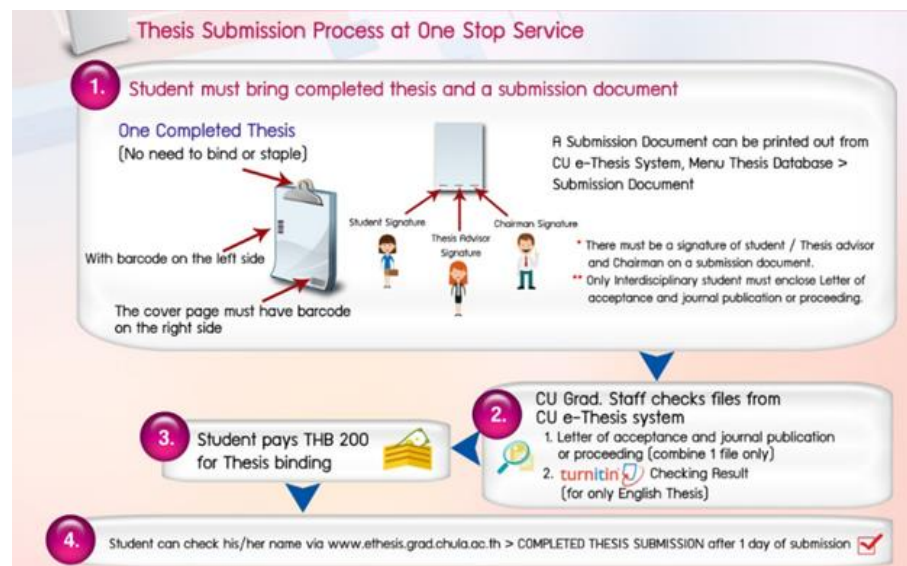 Thesis Submission Process at One Stop Service
1.
Student must bring completed thesis and a submission document
One Completed Thesis
(No need to bind or staple)
With barcode on the left side
The cover page must have barcode
on the right side
Student Signature
Thesis Advisor
Signature
Chairman Signature
A Submission Document can be printed out from
CU e-Thesis System, Menu Thesis Database >
Submission Document
* There must be a signature of student / Thesis advisor
and Chairman on a submission document.
** Only Interdisciplinary student must enclose Letter of
acceptance and journal publication or proceeding.
2.
CU Grad. Staff checks files from
CU e-Thesis system
1. Letter of acceptance and journal publication
or proceeding (combine 1 file only)
2. turnitin Checking Result
(for only English Thesis)
3.
Student pays THB 200
for Thesis binding
4.
Student can check his/her name via www.ethesis.grad.chula.ac.th > COMPLETED THESIS SUBMISSION after 1 day of submission